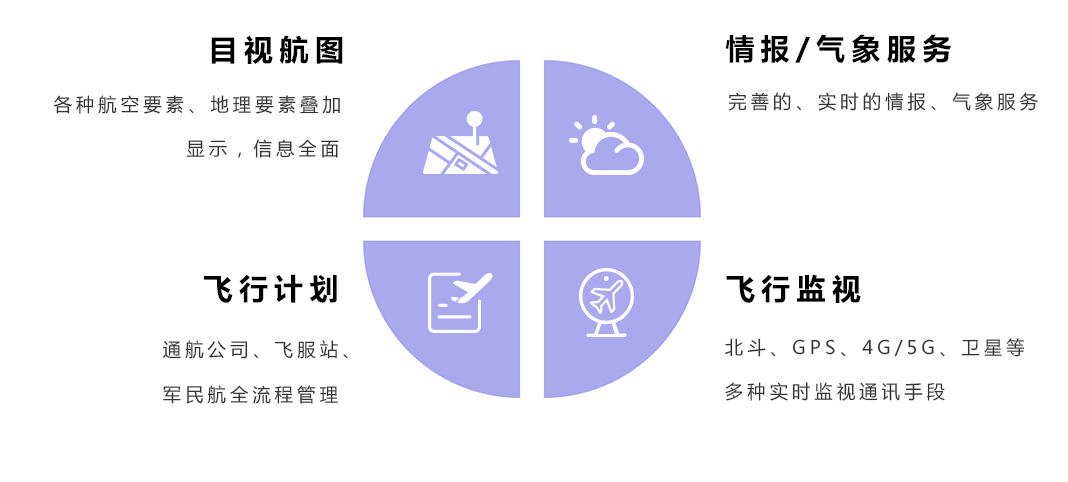 目视航图
各种航空要素、地理要素叠加
显示，信息全面
情报/气象服务
完善的、实时的情报、气象服务
飞行计划
通航公司、飞服站、
军民航全流程管理
飞行监视
北斗、GPS、4G/5G、卫星等
多种实时监视通讯手段